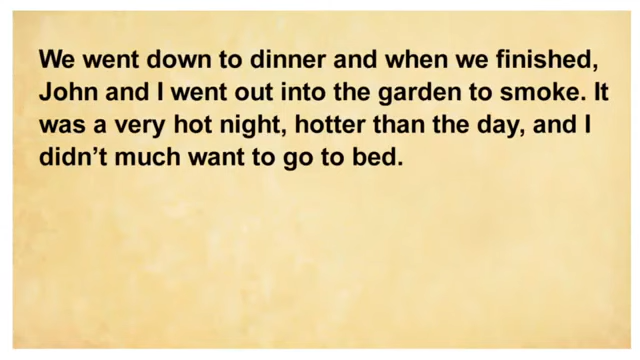 We went down to dinner and when we finished,
John and I went out into the garden to smoke. It
was a very hot night, hotter than the day, and I
didn’t much want to go to bed.